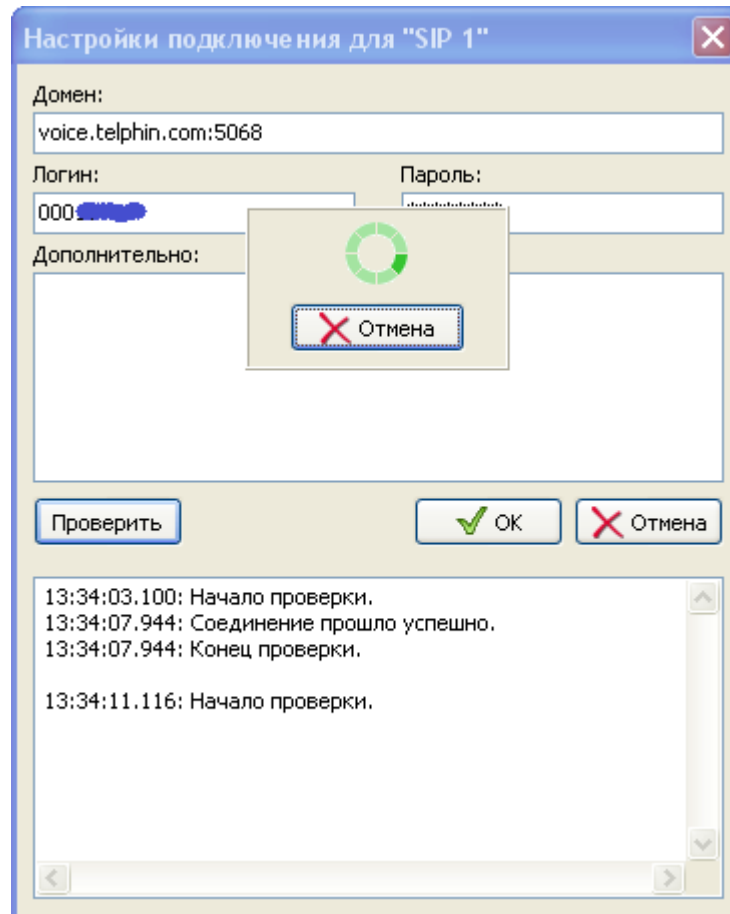 Настройки подключения для "SIP 1"
Домен:
voice.telphin.com:5068
Логин:
Пароль:
000
Дополнительно:
Отмена
Проверить
OK
Отмена
13:34:03.100: Начало проверки.
13:34:07.944: Соединение прошло успешно.
13:34:07.944: Конец проверки.
13:34:11.116: Начало проверки.